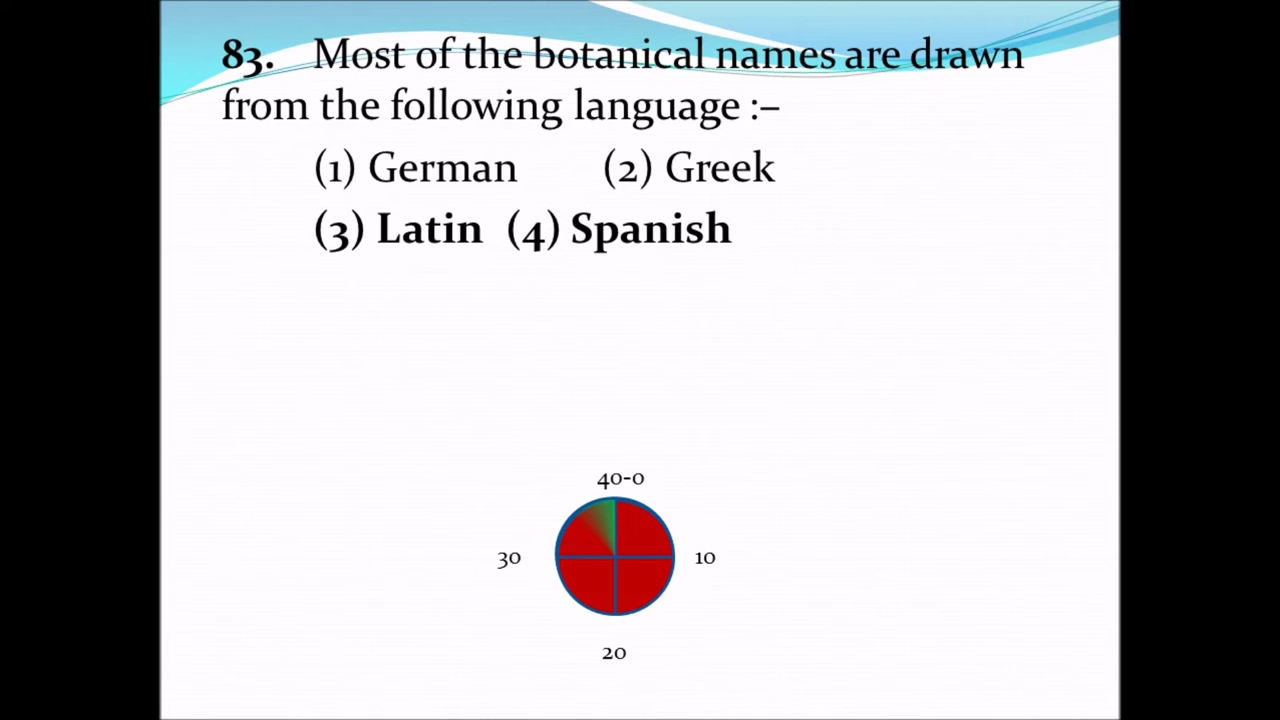 83. Most of the botanical names are drawn
from the following language :–
(1) German (2) Greek
(3) Latin (4) Spanish
40-0
30
10
20